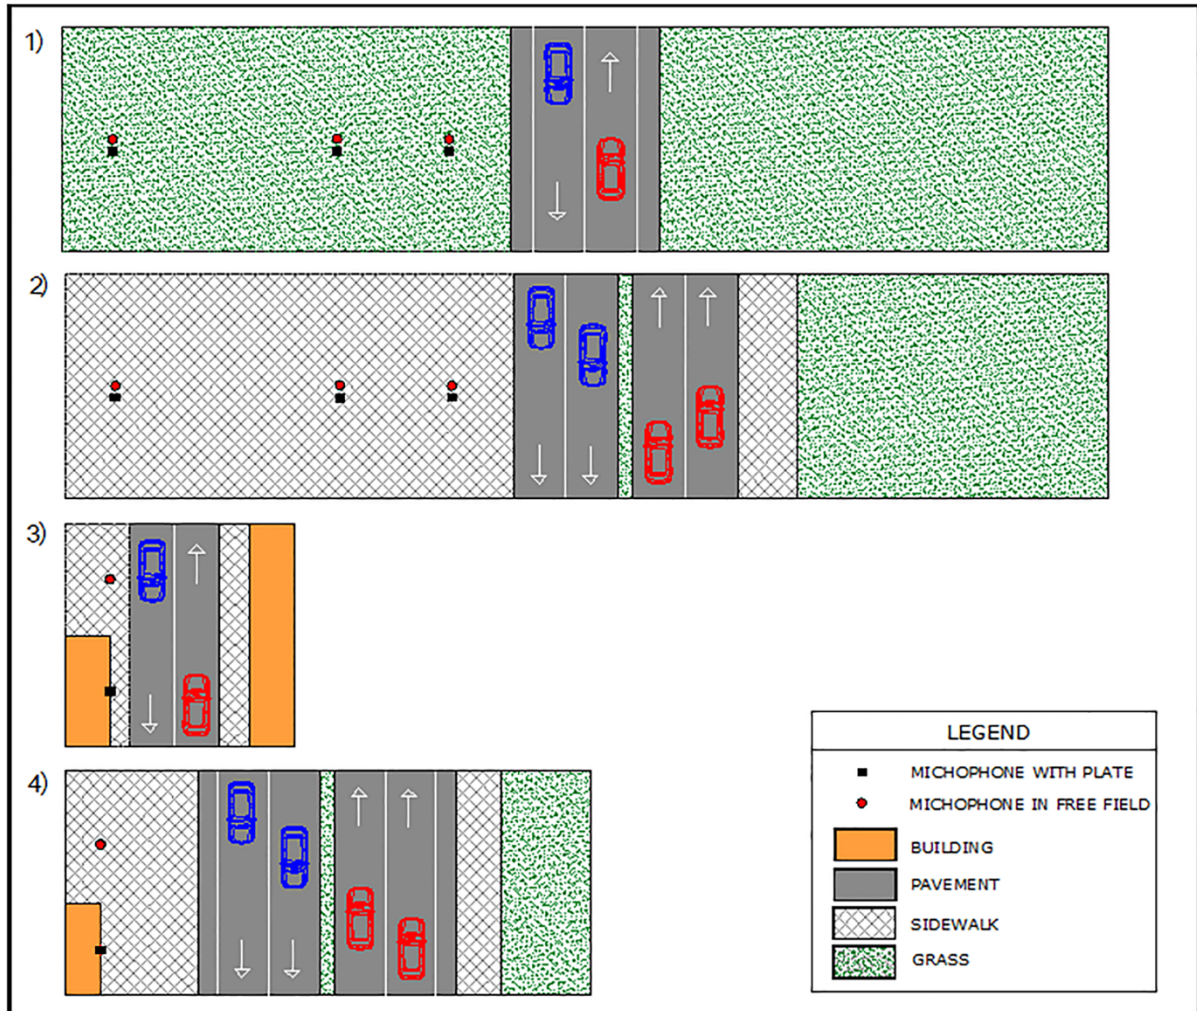 1)
2)
3)
4)
LEGEND
MICHOPHONE WITH PLATE
MICHOPHONE IN FREE FIELD
BUILDING
PAVEMENT
SIDEWALK
GRASS